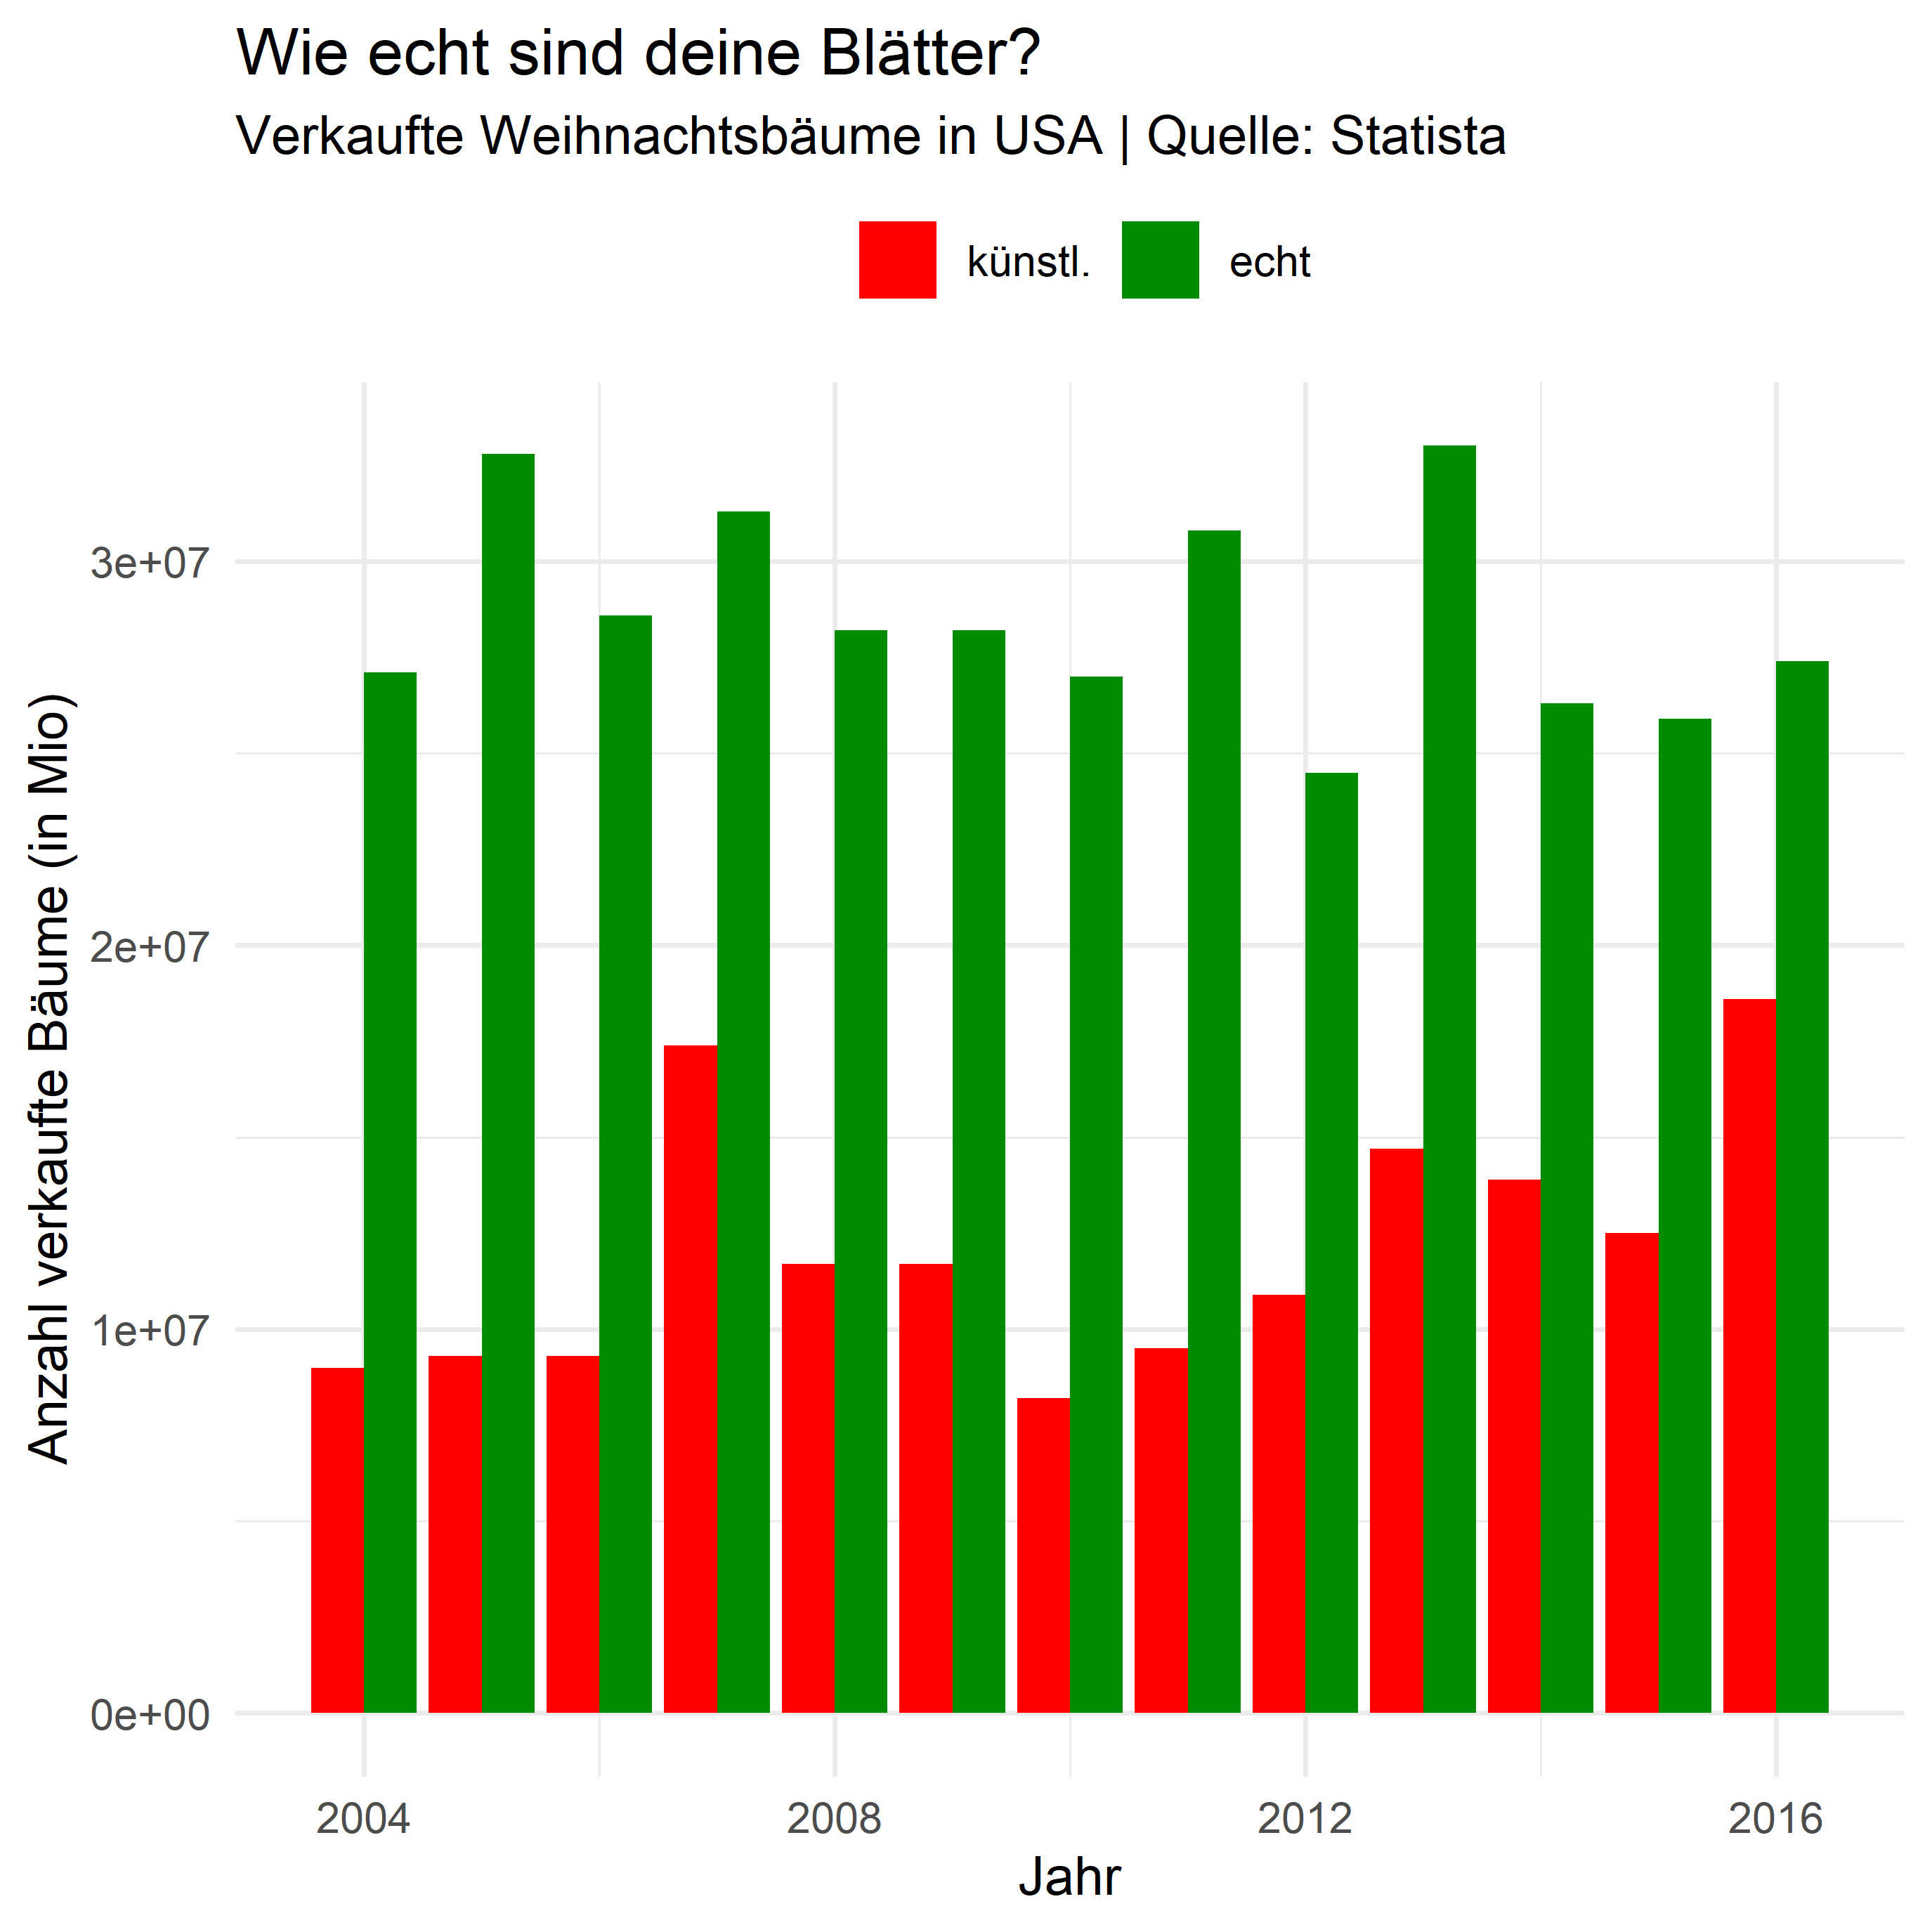 Wie echt sind deine Blätter?
Verkaufte Weihnachtsbäume in USA | Quelle: Statista
künstl.
echt
Anzahl verkaufte Bäume (in Mio)
3e+07
2e+07
1e+07
0e+00
2004
2008
2012
2016
Jahr